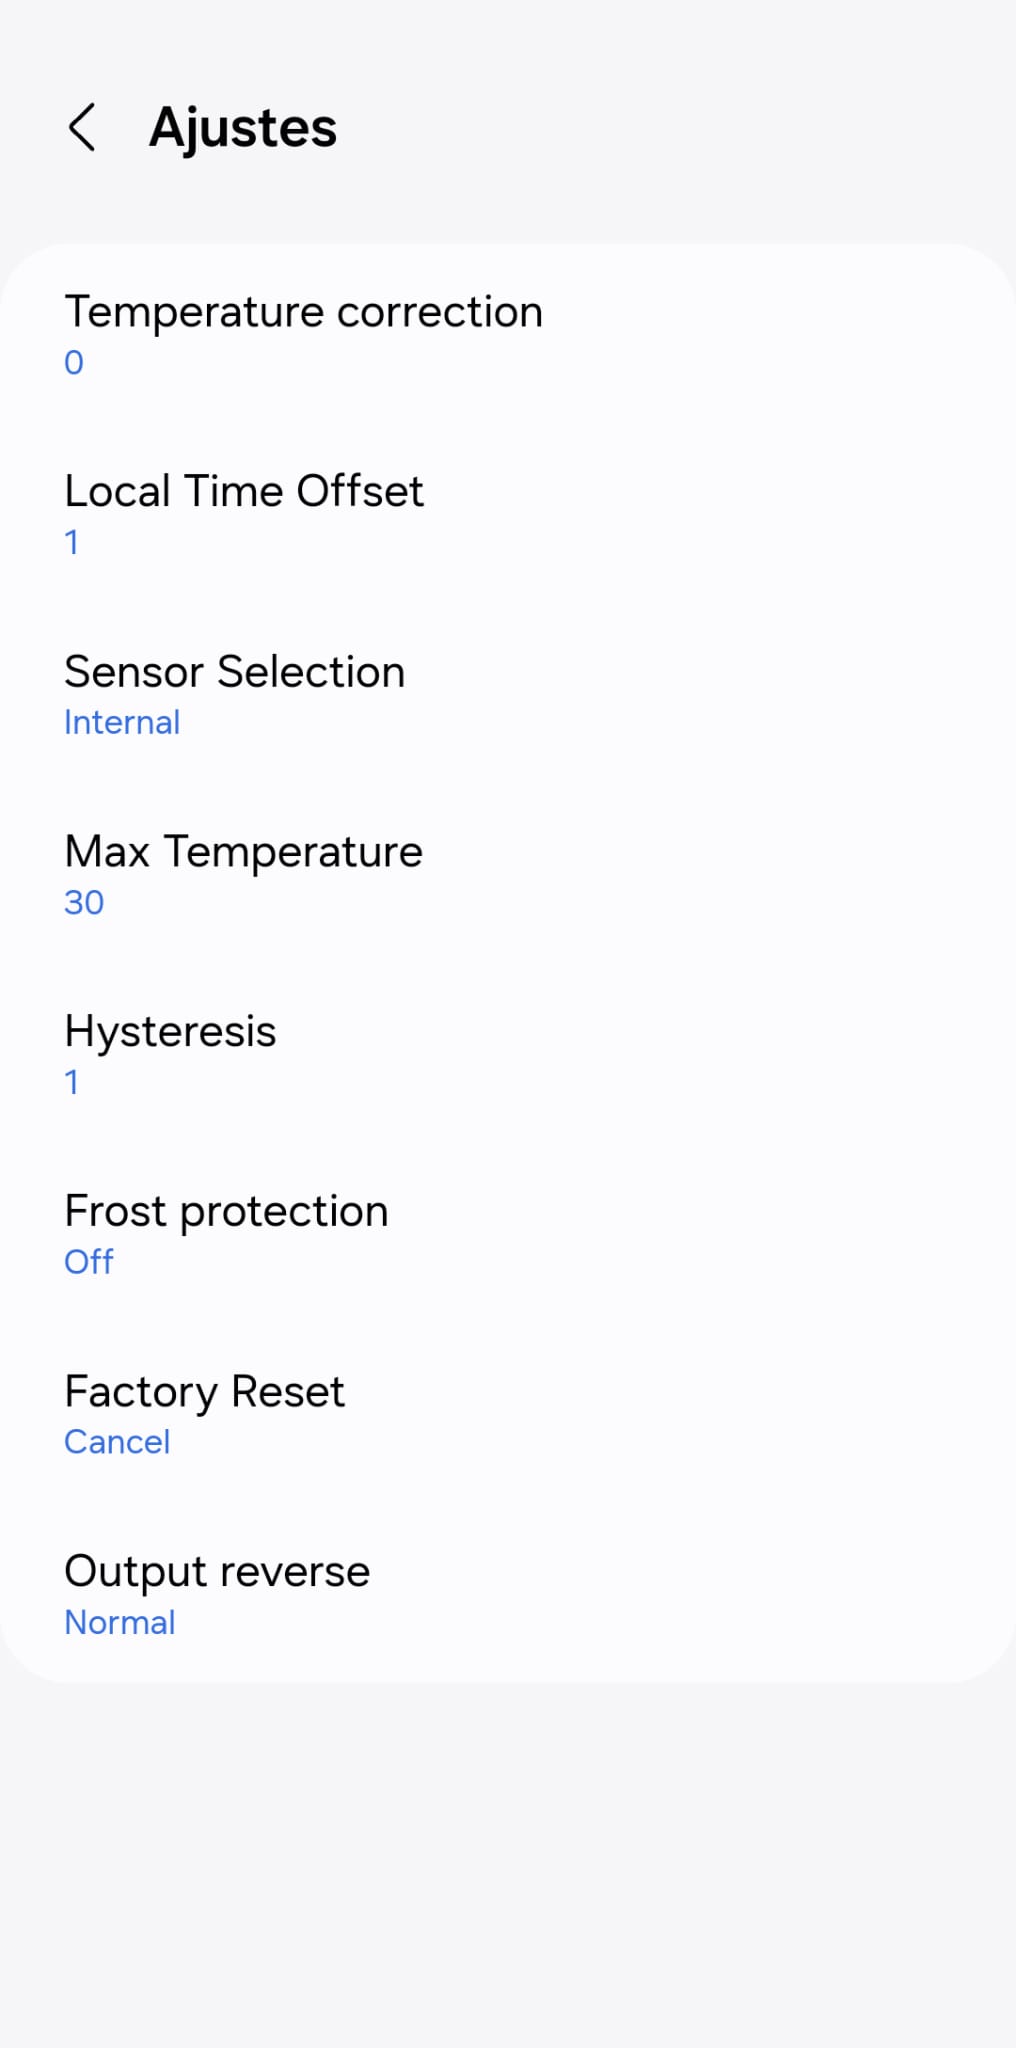 Ajustes
Temperature correction
0
Local Time Offset
1
Sensor Selection
Internal
Max Temperature
30
Hysteresis
1
Frost protection
Off
Factory Reset
Cancel
Output reverse
Normal